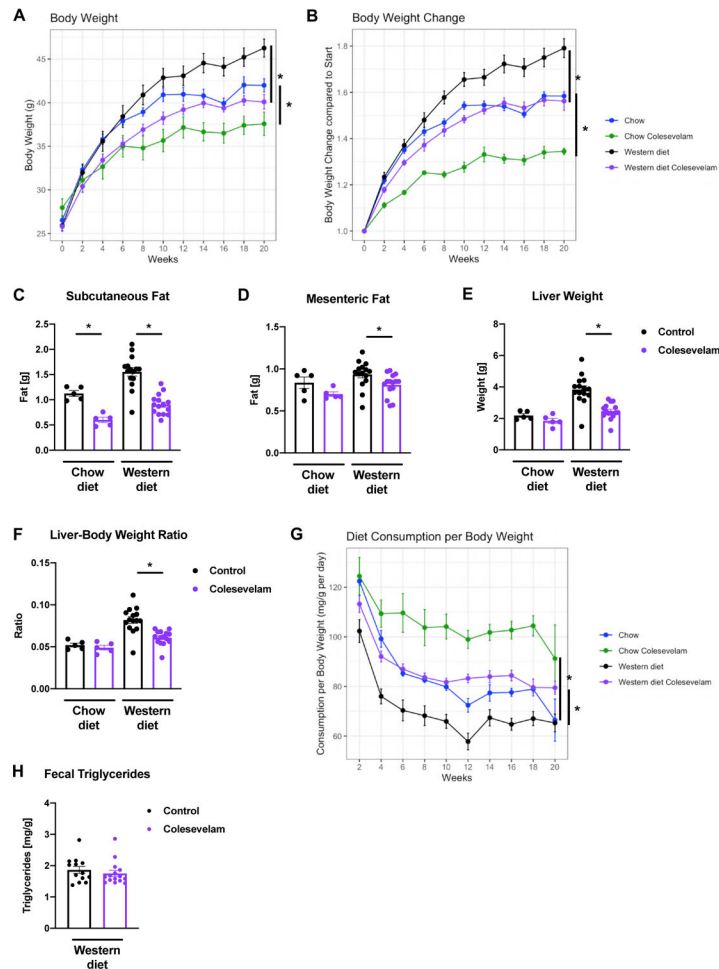 A
Body Weight
Body Weight (g)
45
40
35
30
25
0 2 4 6 8 10 12 14 16 18 20
Weeks
*
*
B
Body Weight Change
Body Weight Change compared to Start
1.8
1.6
1.4
1.2
1.0
0 2 4 6 8 10 12 14 16 18 20
Weeks
*
*
Chow
Chow Colesevelam
Western diet
Western diet Colesevelam
C
Subcutaneous Fat
Fat [g]
2.5
2.0
1.5
1.0
0.5
0.0
*
*
Chow diet
Western diet
D
Mesenteric Fat
Fat [g]
1.5
1.0
0.5
0.0
*
Chow diet
Western diet
E
Liver Weight
Weight [g]
8
6
4
2
0
*
Chow diet
Western diet
Control
Colesevelam
F
Liver-Body Weight Ratio
Ratio
0.15
0.10
0.05
0.00
*
Chow diet
Western diet
Control
Colesevelam
G
Diet Consumption per Body Weight
Consumption per Body Weight (mg/g per day)
120
100
80
60
2 4 6 8 10 12 14 16 18 20
Weeks
*
*
Chow
Chow Colesevelam
Western diet
Western diet Colesevelam
H
Fecal Triglycerides
Triglycerides [mg/g]
4
3
2
1
0
Western diet
Control
Colesevelam